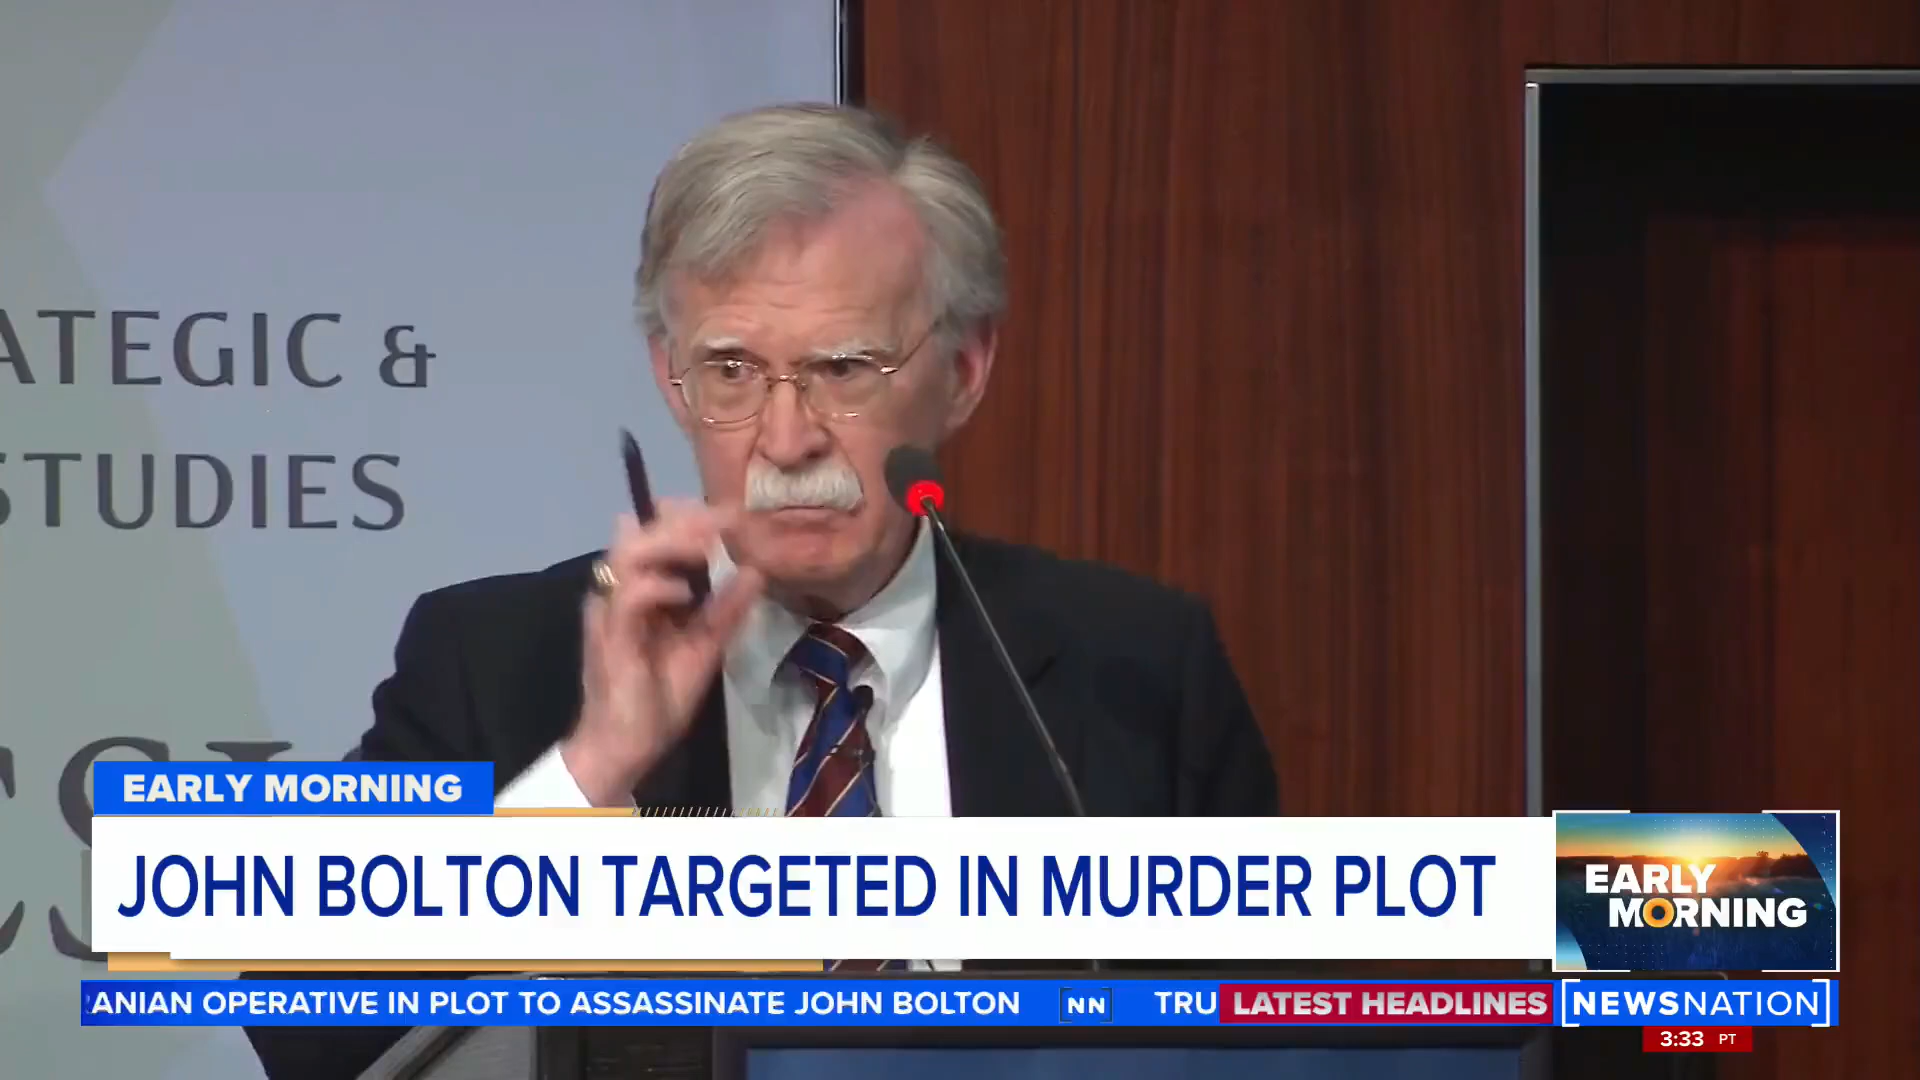 ATEGIC &
STUDIES
CSIS
EARLY MORNING
JOHN BOLTON TARGETED IN MURDER PLOT
EARLY
MORNING
ANIAN OPERATIVE IN PLOT TO ASSASSINATE JOHN BOLTON NN TRU LATEST HEADLINES NEWSNATION
3:33 PT